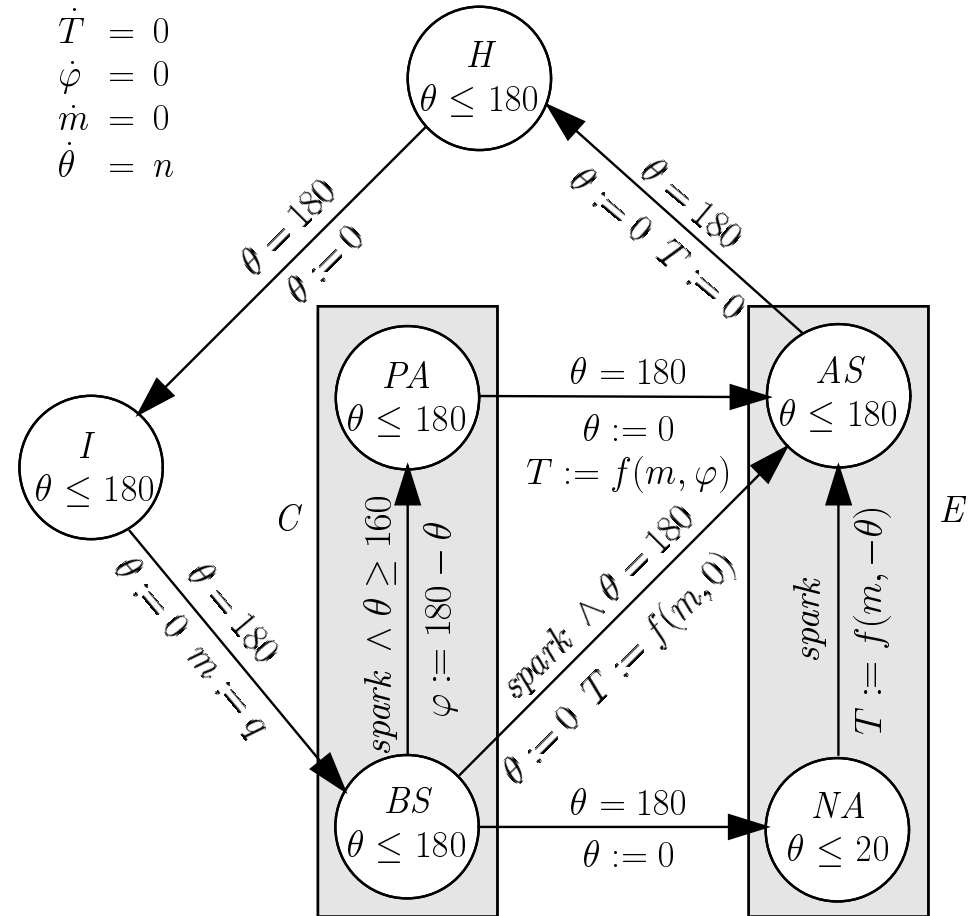 Ṫ = 0
φ̇ = 0
ṁ = 0
θ̇ = n
H
θ ≤ 180
θ = 180
θ := 0
θ = 180
θ := 0 T := 0
PA
θ ≤ 180
θ = 180
θ := 0
T := f(m, φ)
AS
θ ≤ 180
I
θ ≤ 180
C
E
θ = 180
θ := 0 m := q
spark ∧ θ ≥ 160
φ := 180 − θ
spark ∧ θ = 180
θ := 0 T := f(m, 0)
spark
T := f(m, −θ)
BS
θ ≤ 180
θ = 180
θ := 0
NA
θ ≤ 20